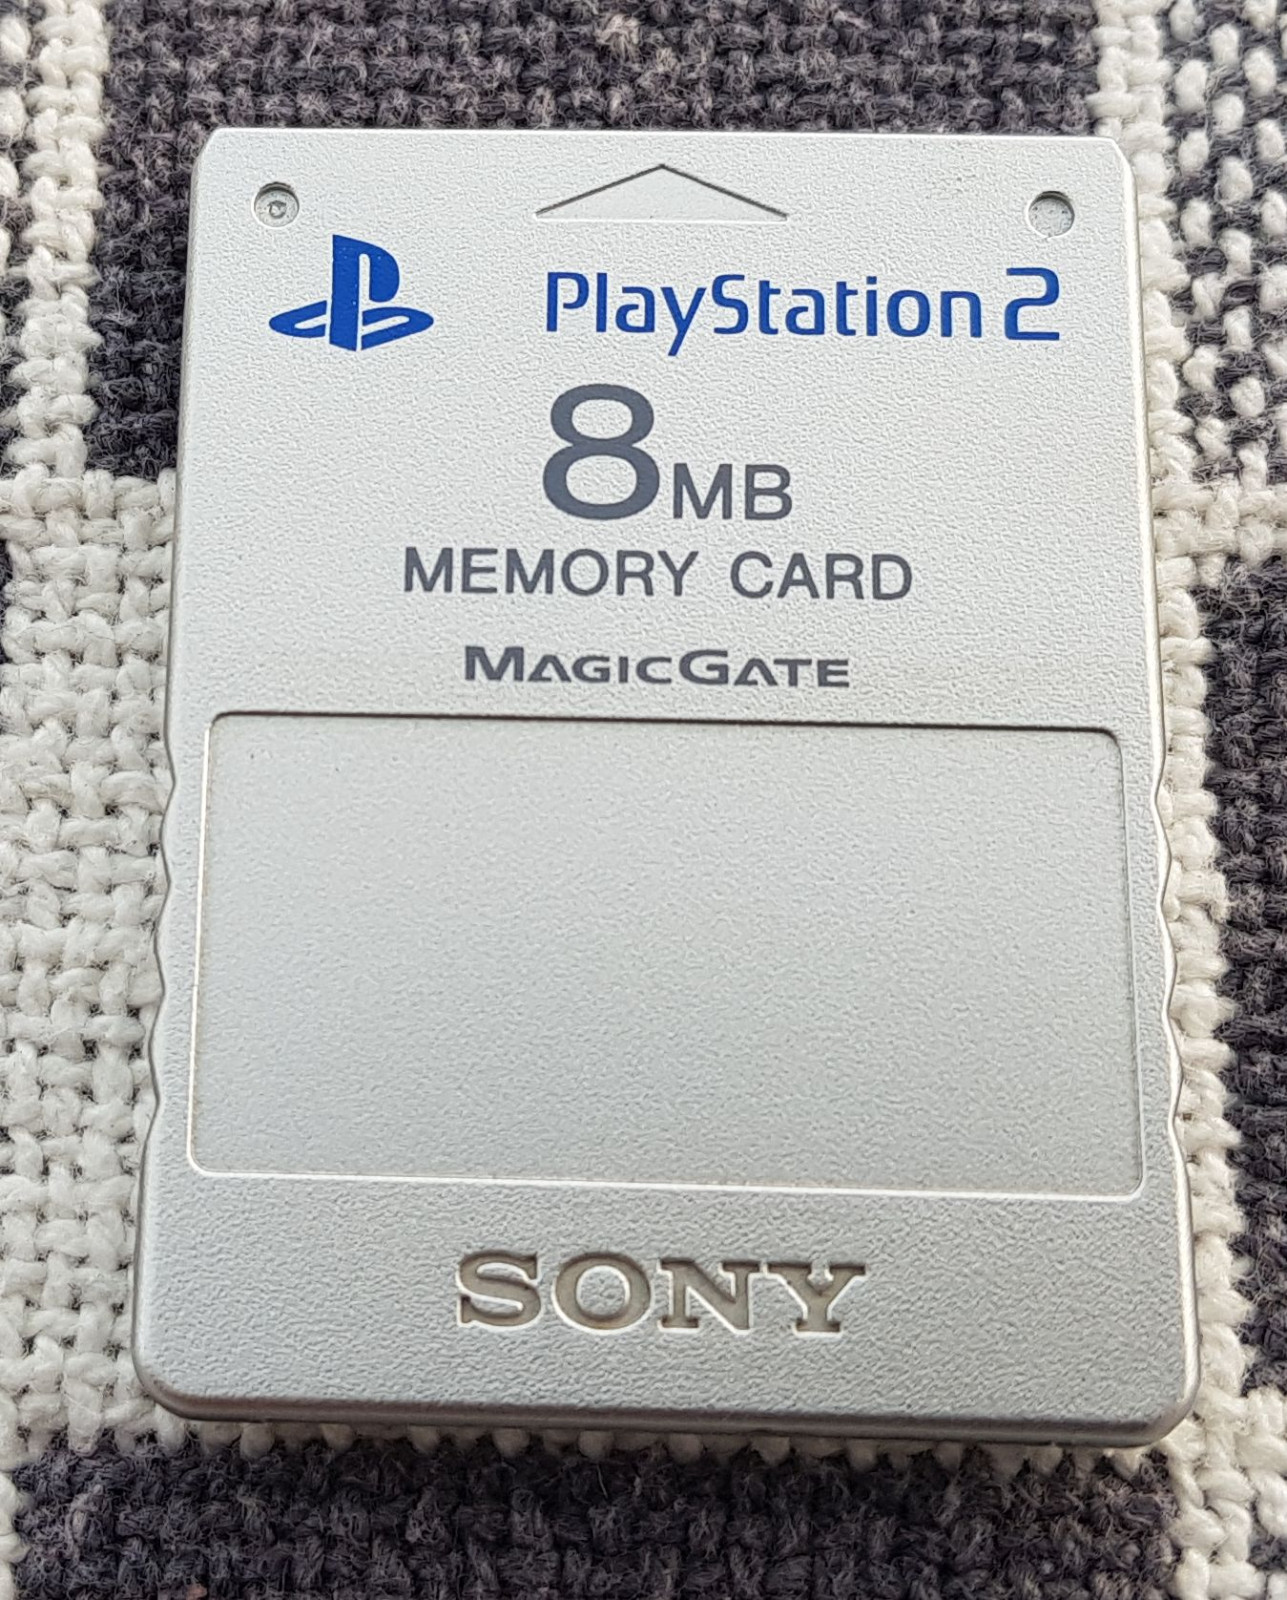 PlayStation 2
8MB
MEMORY CARD
MAGICGATE
SONY